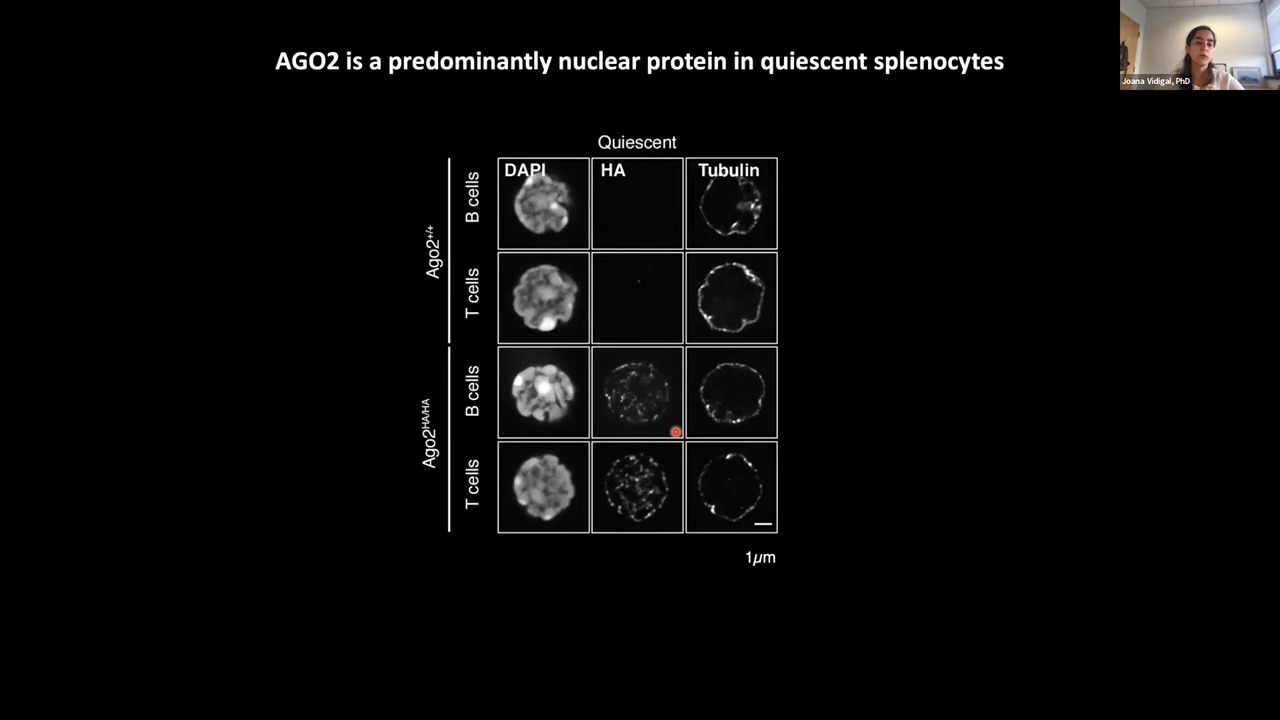 AGO2 is a predominantly nuclear protein in quiescent splenocytes
Joana Vidigal, PhD
Quiescent
DAPI HA Tubulin
Ago2+/+
B cells
T cells
Ago2HA/HA
B cells
T cells
1μm